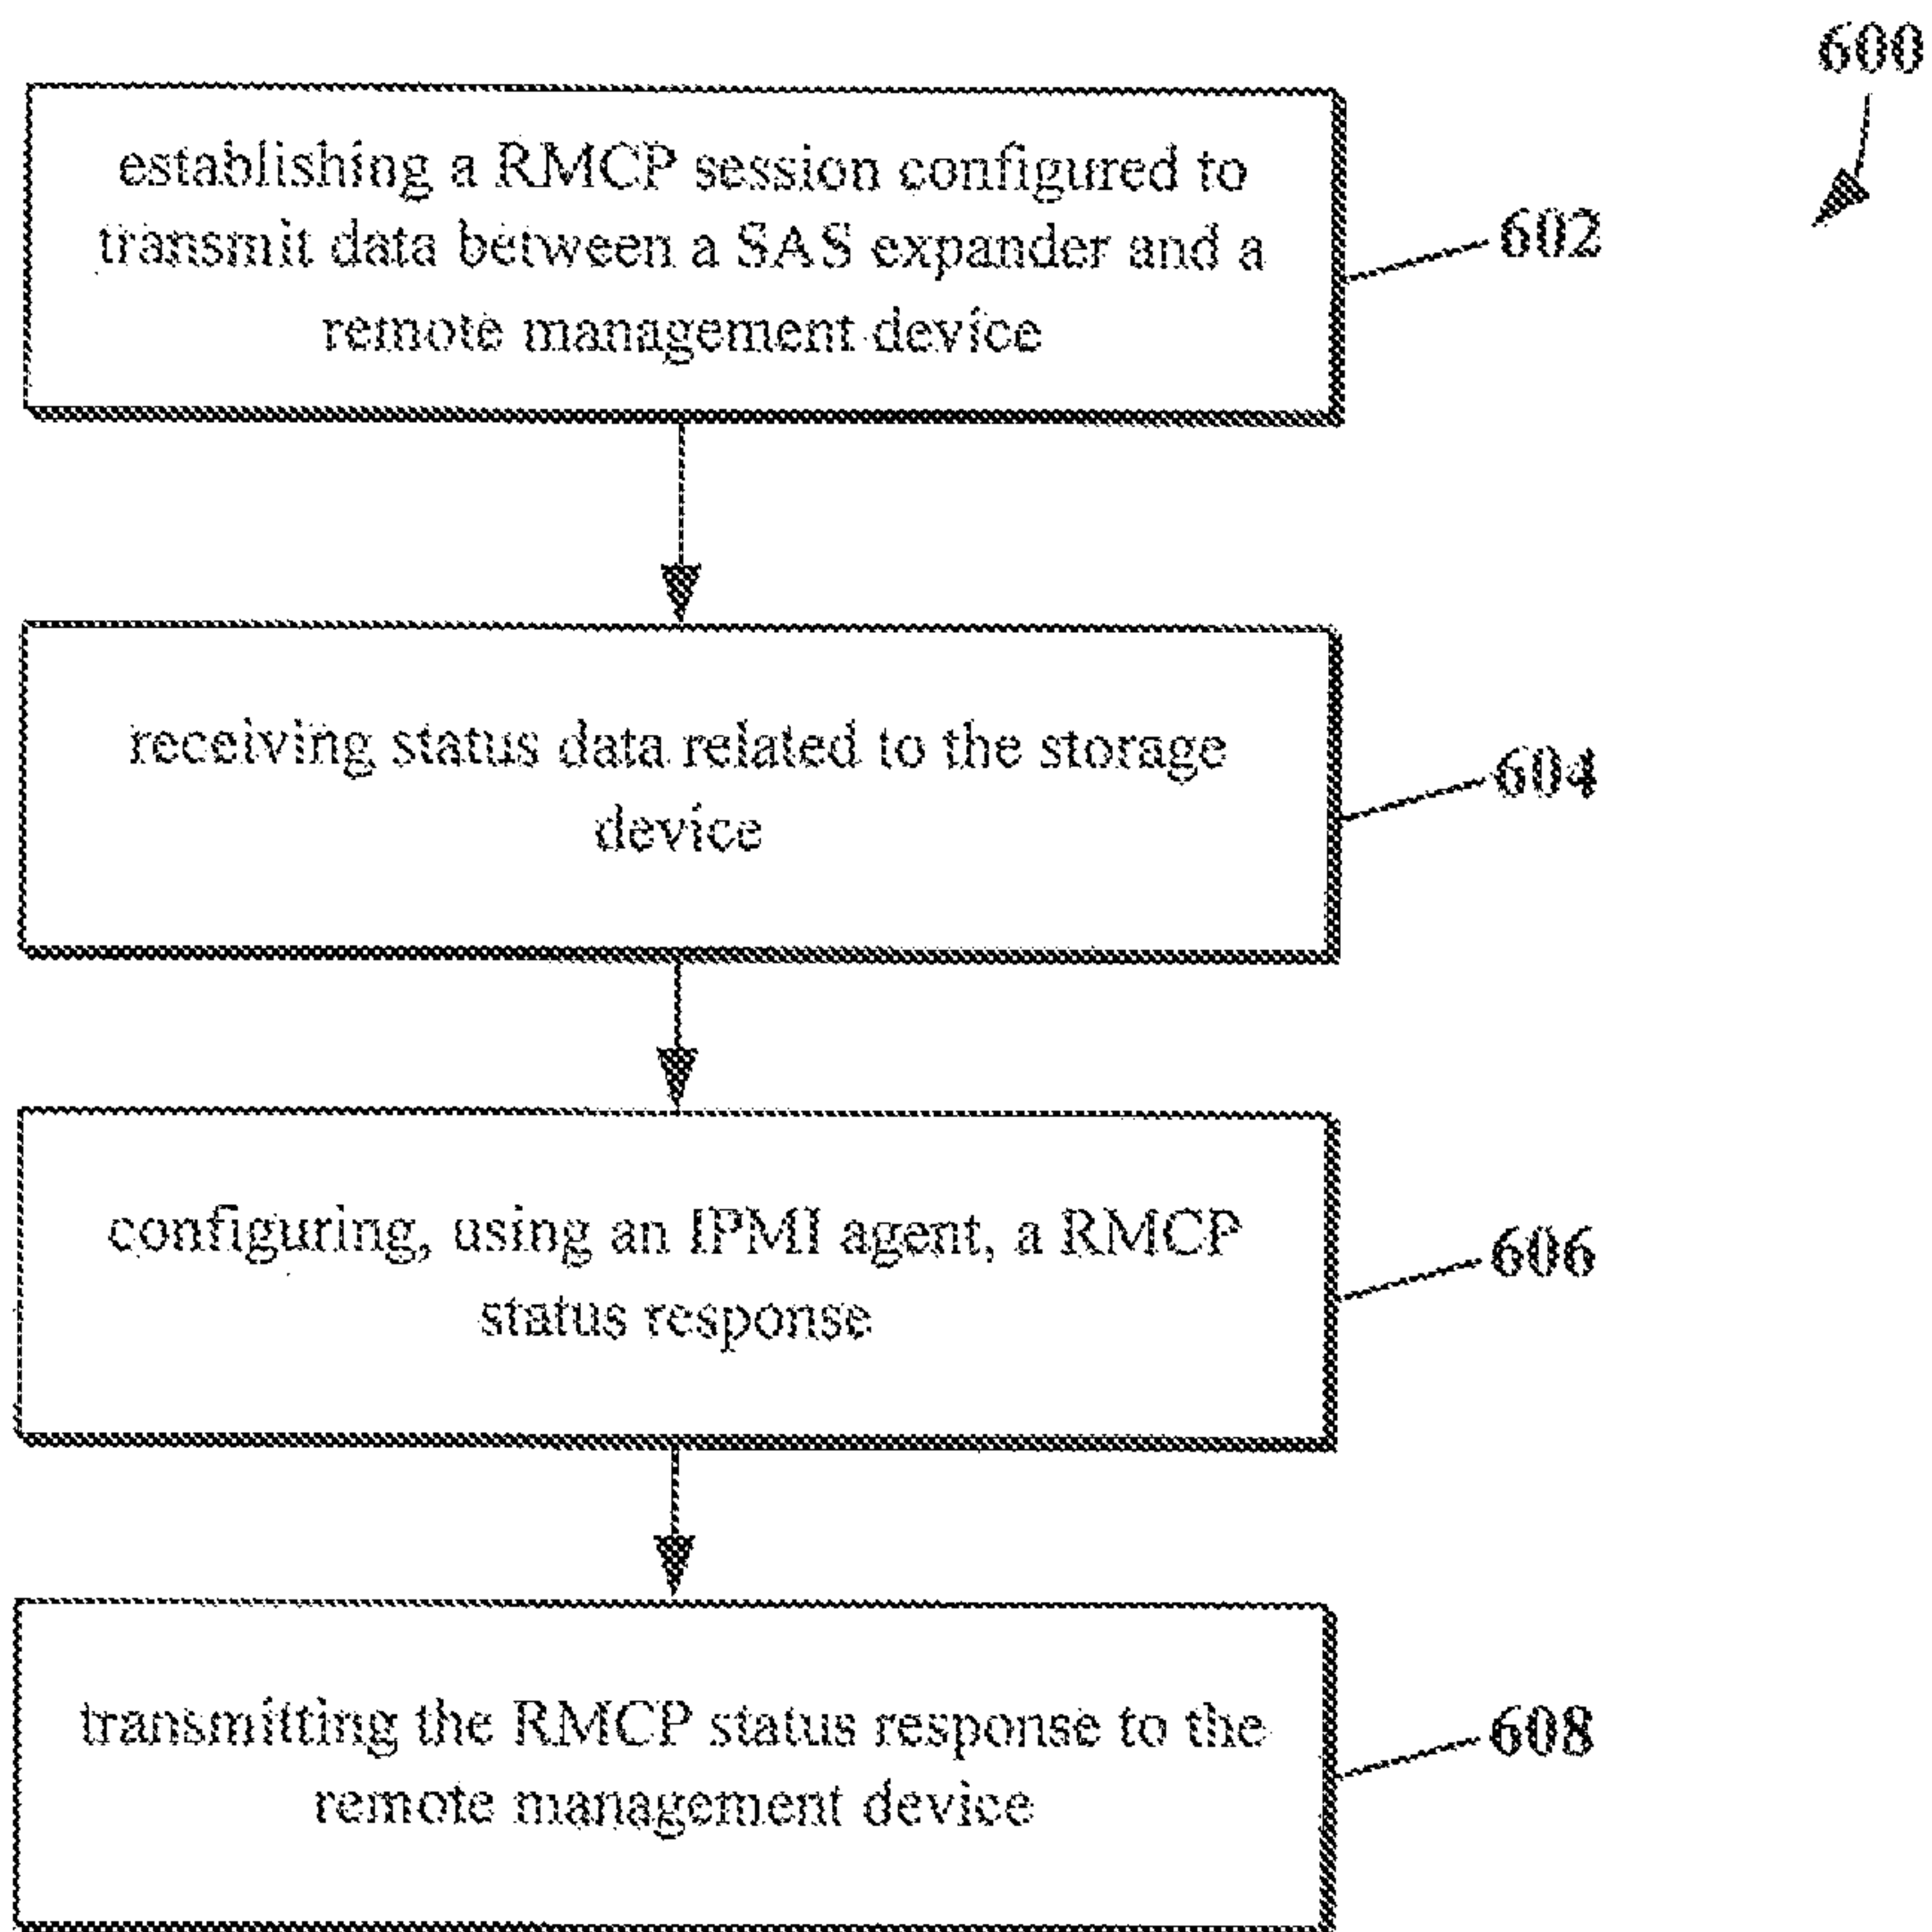 600
establishing a RMCP session configured to
transmit data between a SAS expander and a
remote management device
602
receiving status data related to the storage
device
604
configuring, using an IPMI agent, a RMCP
status response
606
transmitting the RMCP status response to the
remote management device
608